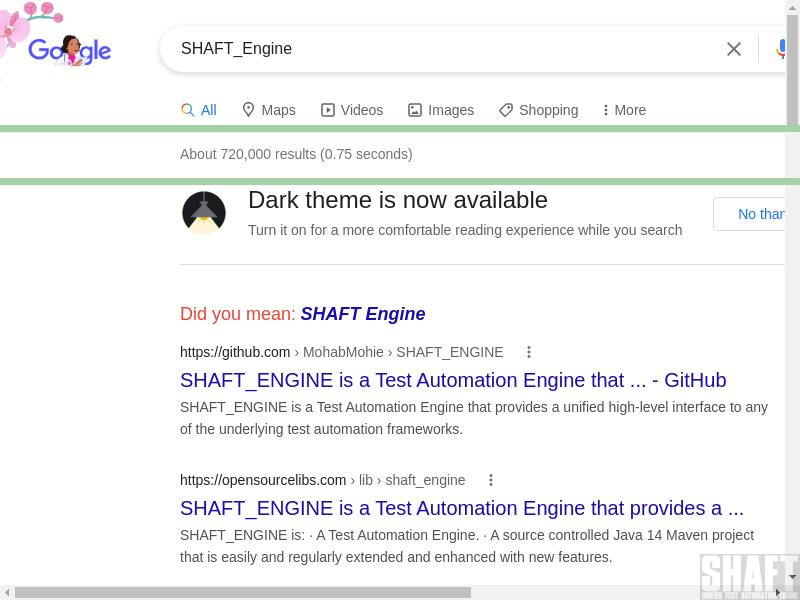 Google
SHAFT_Engine
All
Maps
Videos
Images
Shopping
More
About 720,000 results (0.75 seconds)
Dark theme is now available
Turn it on for a more comfortable reading experience while you search
No than
Did you mean: SHAFT Engine
https://github.com › MohabMohie › SHAFT_ENGINE
SHAFT_ENGINE is a Test Automation Engine that ... - GitHub
SHAFT_ENGINE is a Test Automation Engine that provides a unified high-level interface to any
of the underlying test automation frameworks.
https://opensourcelibs.com › lib › shaft_engine
SHAFT_ENGINE is a Test Automation Engine that provides a ...
SHAFT_ENGINE is: · A Test Automation Engine. · A source controlled Java 14 Maven project
that is easily and regularly extended and enhanced with new features.
SHAFT
UNIFIED TEST AUTOMATION ENGINE